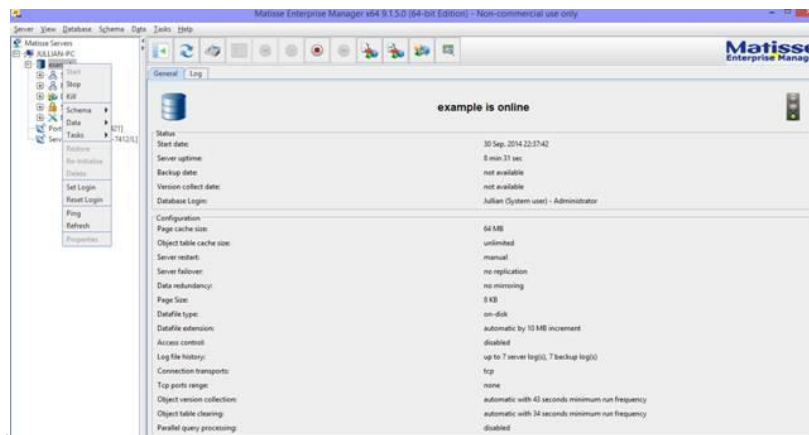 Matisse Enterprise Manager x64 9.1.5.0 (64-bit Edition) - Non-commercial use only
Server View Database Schema Data Tasks Help
Matisse Servers
JULLIAN-PC
Matisse
Enterprise Manag
General Log
Start
Stop
Kill
Schema
Data
Tasks
Restore
Re-Initialize
Delete
Set Login
Reset Login
Ping
Refresh
Properties
example is online
Status
Start date: 30 Sep, 2014 22:37:42
Server uptime: 8 min 31 sec
Backup date: not available
Version collect date: not available
Database Login: Jullian (System user) - Administrator
Configuration
Page cache size: 64 MB
Object table cache size: unlimited
Server restart: manual
Server failover: no replication
Data redundancy: no mirroring
Page Size: 8 KB
Datafile type: on-disk
Datafile extension: automatic by 10 MB increment
Access control: disabled
Log file history: up to 7 server log(s), 7 backup log(s)
Connection transports: tcp
Tcp ports range: none
Object version collection: automatic with 43 seconds minimum run frequency
Object table clearing: automatic with 34 seconds minimum run frequency
Parallel query processing: disabled